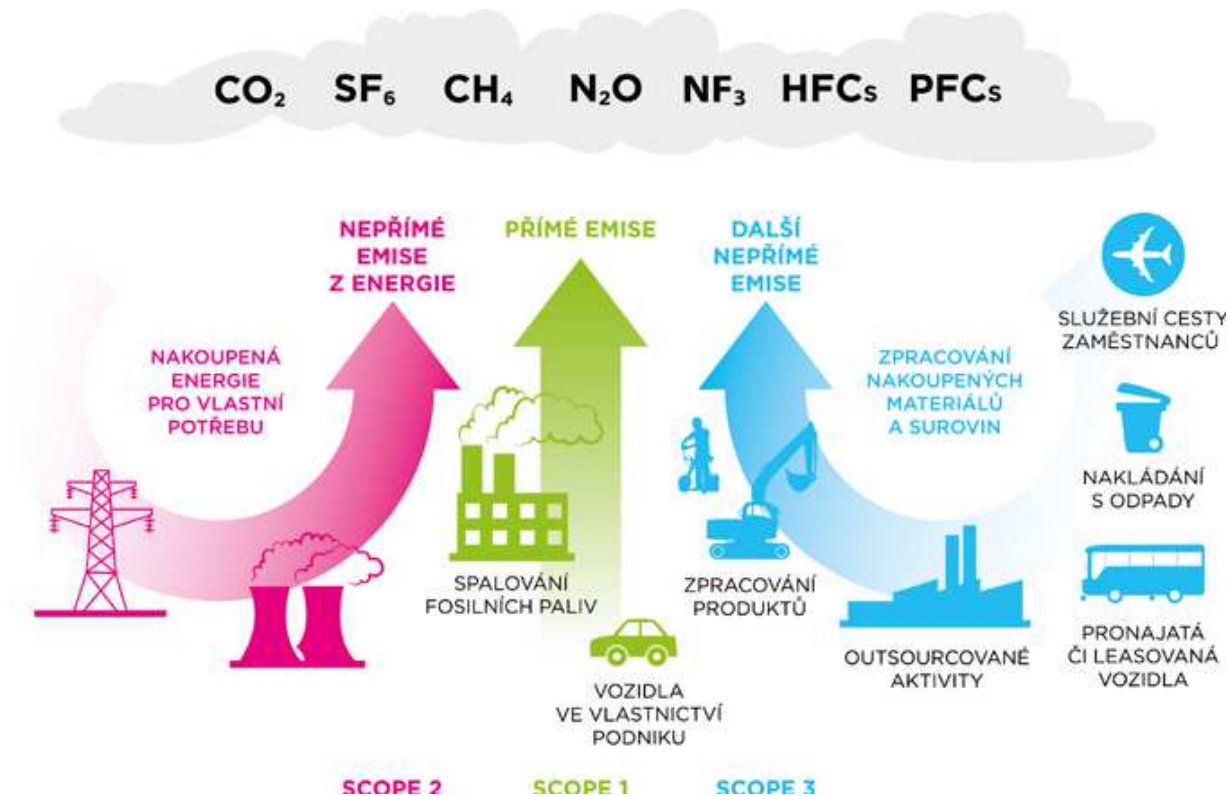 CO₂ SF₆ CH₄ N₂O NF₃ HFCs PFCs
NEPŘÍMÉ
EMISE
Z ENERGIE
PŘÍMÉ EMISE
DALŠÍ
NEPŘÍMÉ
EMISE
SLUŽEBNÍ CESTY
ZAMĚSTNANCŮ
NAKOUPENÁ
ENERGIE
PRO VLASTNÍ
POTŘEBU
ZPRACOVÁNÍ
NAKOUPENÝCH
MATERIÁLŮ
A SUROVIN
NAKLÁDÁNÍ
S ODPADY
SPALOVÁNÍ
FOSILNÍCH PALIV
ZPRACOVÁNÍ
PRODUKTŮ
OUTSOURCOVANÉ
AKTIVITY
PRONAJATÁ
ČI LEASOVANÁ
VOZIDLA
VOZIDLA
VE VLASTNICTVÍ
PODNIKU
SCOPE 2 SCOPE 1 SCOPE 3